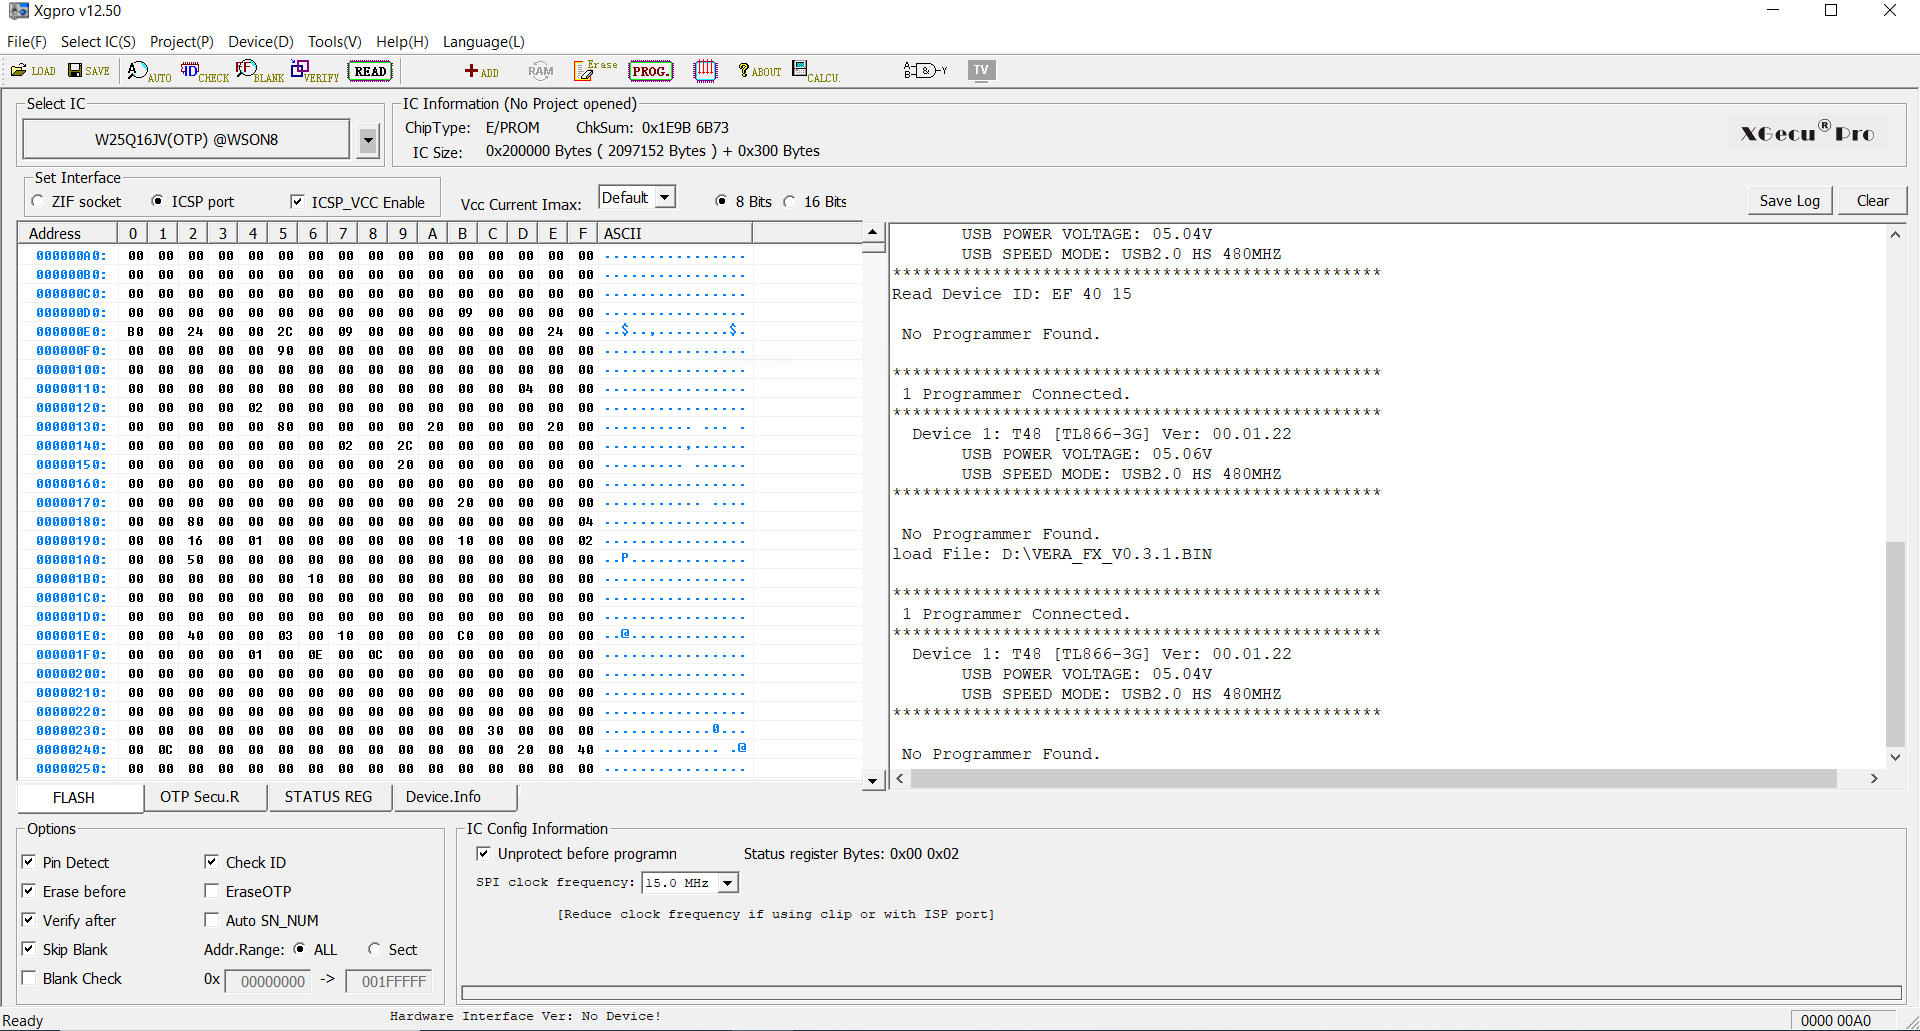 Xgpro v12.50
File(F) Select IC(S) Project(P) Device(D) Tools(V) Help(H) Language(L)
LOAD SAVE AUTO CHECK BLANK VERIFY READ ADD RAM Erase PROG. ABOUT CALCU. TV
Select IC
W25Q16JV(OTP) @WSON8
IC Information (No Project opened)
ChipType: E/PROM ChkSum: 0x1E9B 6B73
IC Size: 0x200000 Bytes ( 2097152 Bytes ) + 0x300 Bytes
XGecu® Pro
Set Interface
ZIF socket ICSP port ICSP_VCC Enable
Vcc Current Imax: Default 8 Bits 16 Bits
Save Log Clear
Address 0 1 2 3 4 5 6 7 8 9 A B C D E F ASCII
000000A0: 00 00 00 00 00 00 00 00 00 00 00 00 00 00 00 00 ................
000000B0: 00 00 00 00 00 00 00 00 00 00 00 00 00 00 00 00 ................
000000C0: 00 00 00 00 00 00 00 00 00 00 00 00 00 00 00 00 ................
000000D0: 00 00 00 00 00 00 00 00 00 00 00 09 00 00 00 00 ................
000000E0: B0 00 24 00 00 2C 00 09 00 00 00 00 00 00 24 00 ..$..,........$.
000000F0: 00 00 00 00 00 90 00 00 00 00 00 00 00 00 00 00 ................
00000100: 00 00 00 00 00 00 00 00 00 00 00 00 00 00 00 00 ................
00000110: 00 00 00 00 00 00 00 00 00 00 00 00 00 04 00 00 ................
00000120: 00 00 00 00 02 00 00 00 00 00 00 00 00 00 00 00 ................
00000130: 00 00 00 00 00 80 00 00 00 00 20 00 00 00 20 00 .......... ... .
00000140: 00 00 00 00 00 00 00 02 00 2C 00 00 00 00 00 00 .........,......
00000150: 00 00 00 00 00 00 00 00 00 20 00 00 00 00 00 00 ......... ......
00000160: 00 00 00 00 00 00 00 00 00 00 00 00 00 00 00 00 ................
00000170: 00 00 00 00 00 00 00 00 00 00 00 20 00 00 00 00 ........... ....
00000180: 00 00 80 00 00 00 00 00 00 00 00 00 00 00 00 04 ................
00000190: 00 00 16 00 01 00 00 00 00 00 00 10 00 00 00 02 ................
000001A0: 00 00 50 00 00 00 00 00 00 00 00 00 00 00 00 00 ..P.............
000001B0: 00 00 00 00 00 00 10 00 00 00 00 00 00 00 00 00 ................
000001C0: 00 00 00 00 00 00 00 00 00 00 00 00 00 00 00 00 ................
000001D0: 00 00 00 00 00 00 00 00 00 00 00 00 00 00 00 00 ................
000001E0: 00 00 40 00 00 03 00 10 00 00 00 C0 00 00 00 00 ..@.............
000001F0: 00 00 00 00 01 00 0E 00 0C 00 00 00 00 00 00 00 ................
00000200: 00 00 00 00 00 00 00 00 00 00 00 00 00 00 00 00 ................
00000210: 00 00 00 00 00 00 00 00 00 00 00 00 00 00 00 00 ................
00000220: 00 00 00 00 00 00 00 00 00 00 00 00 00 00 00 00 ................
00000230: 00 00 00 00 00 00 00 00 00 00 00 00 30 00 00 00 ............0...
00000240: 00 0C 00 00 00 00 00 00 00 00 00 00 00 20 00 40 ............. .@
00000250: 00 00 00 00 00 00 00 00 00 00 00 00 00 00 00 00 ................
USB POWER VOLTAGE: 05.04V
USB SPEED MODE: USB2.0 HS 480MHZ
*************************************************
Read Device ID: EF 40 15
No Programmer Found.
*************************************************
1 Programmer Connected.
*************************************************
Device 1: T48 [TL866-3G] Ver: 00.01.22
USB POWER VOLTAGE: 05.06V
USB SPEED MODE: USB2.0 HS 480MHZ
*************************************************
No Programmer Found.
load File: D:\VERA_FX_V0.3.1.BIN
*************************************************
1 Programmer Connected.
*************************************************
Device 1: T48 [TL866-3G] Ver: 00.01.22
USB POWER VOLTAGE: 05.04V
USB SPEED MODE: USB2.0 HS 480MHZ
*************************************************
No Programmer Found.
FLASH OTP Secu.R STATUS REG Device.Info
Options
Pin Detect Check ID
Erase before EraseOTP
Verify after Auto SN_NUM
Skip Blank Addr.Range: ALL Sect
Blank Check 0x 00000000 -> 001FFFFF
IC Config Information
Unprotect before programn Status register Bytes: 0x00 0x02
SPI clock frequency: 15.0 MHz
[Reduce clock frequency if using clip or with ISP port]
Ready Hardware Interface Ver: No Device! 0000 00A0